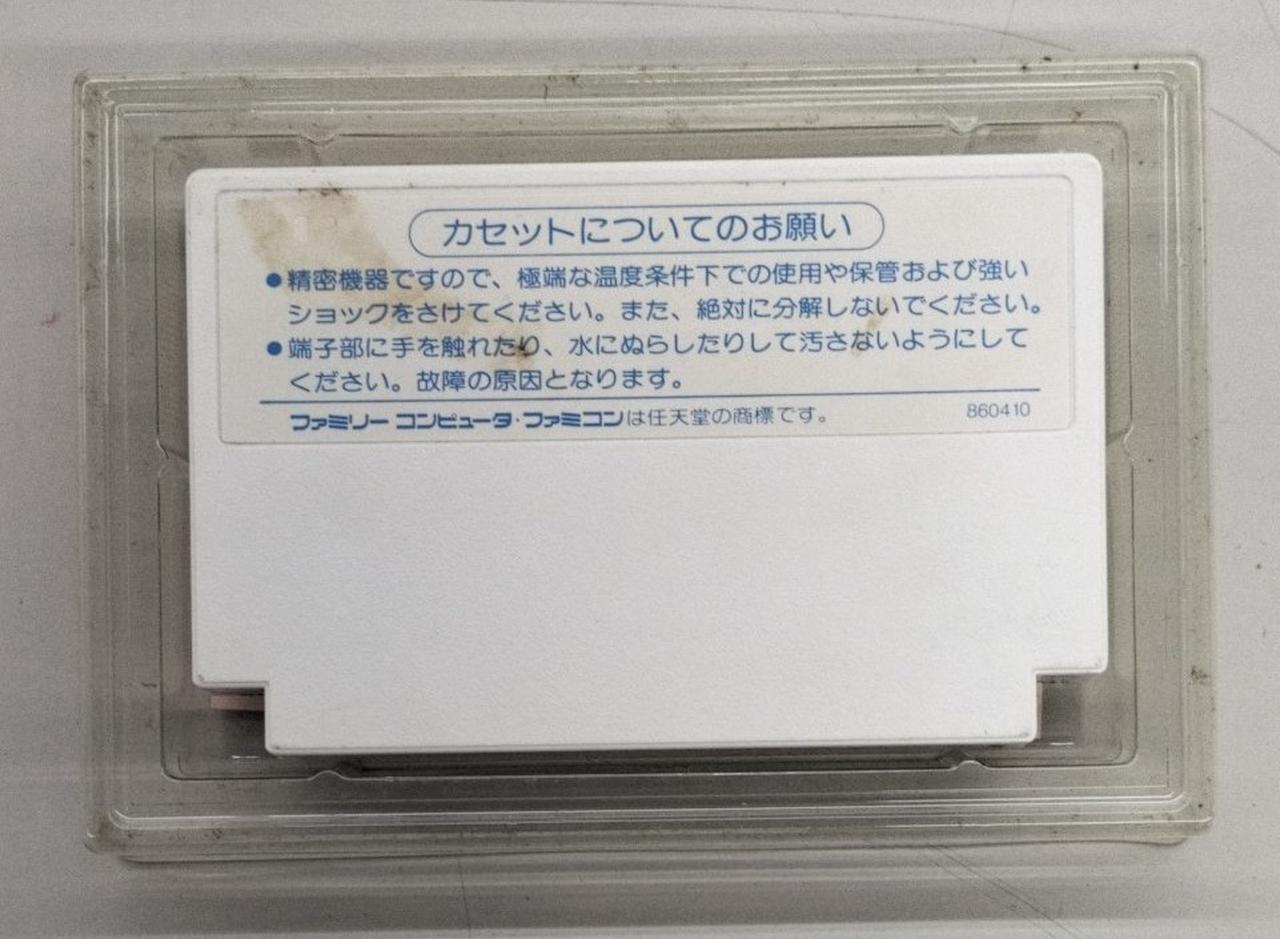 カセットについてのお願い
●精密機器ですので、極端な温度条件下での使用や保管および強い
ショックをさけてください。また、絶対に分解しないでください。
●端子部に手を触れたり、水にぬらしたりして汚さないようにして
ください。故障の原因となります。
ファミリー コンピュータ・ファミコンは任天堂の商標です。 860410